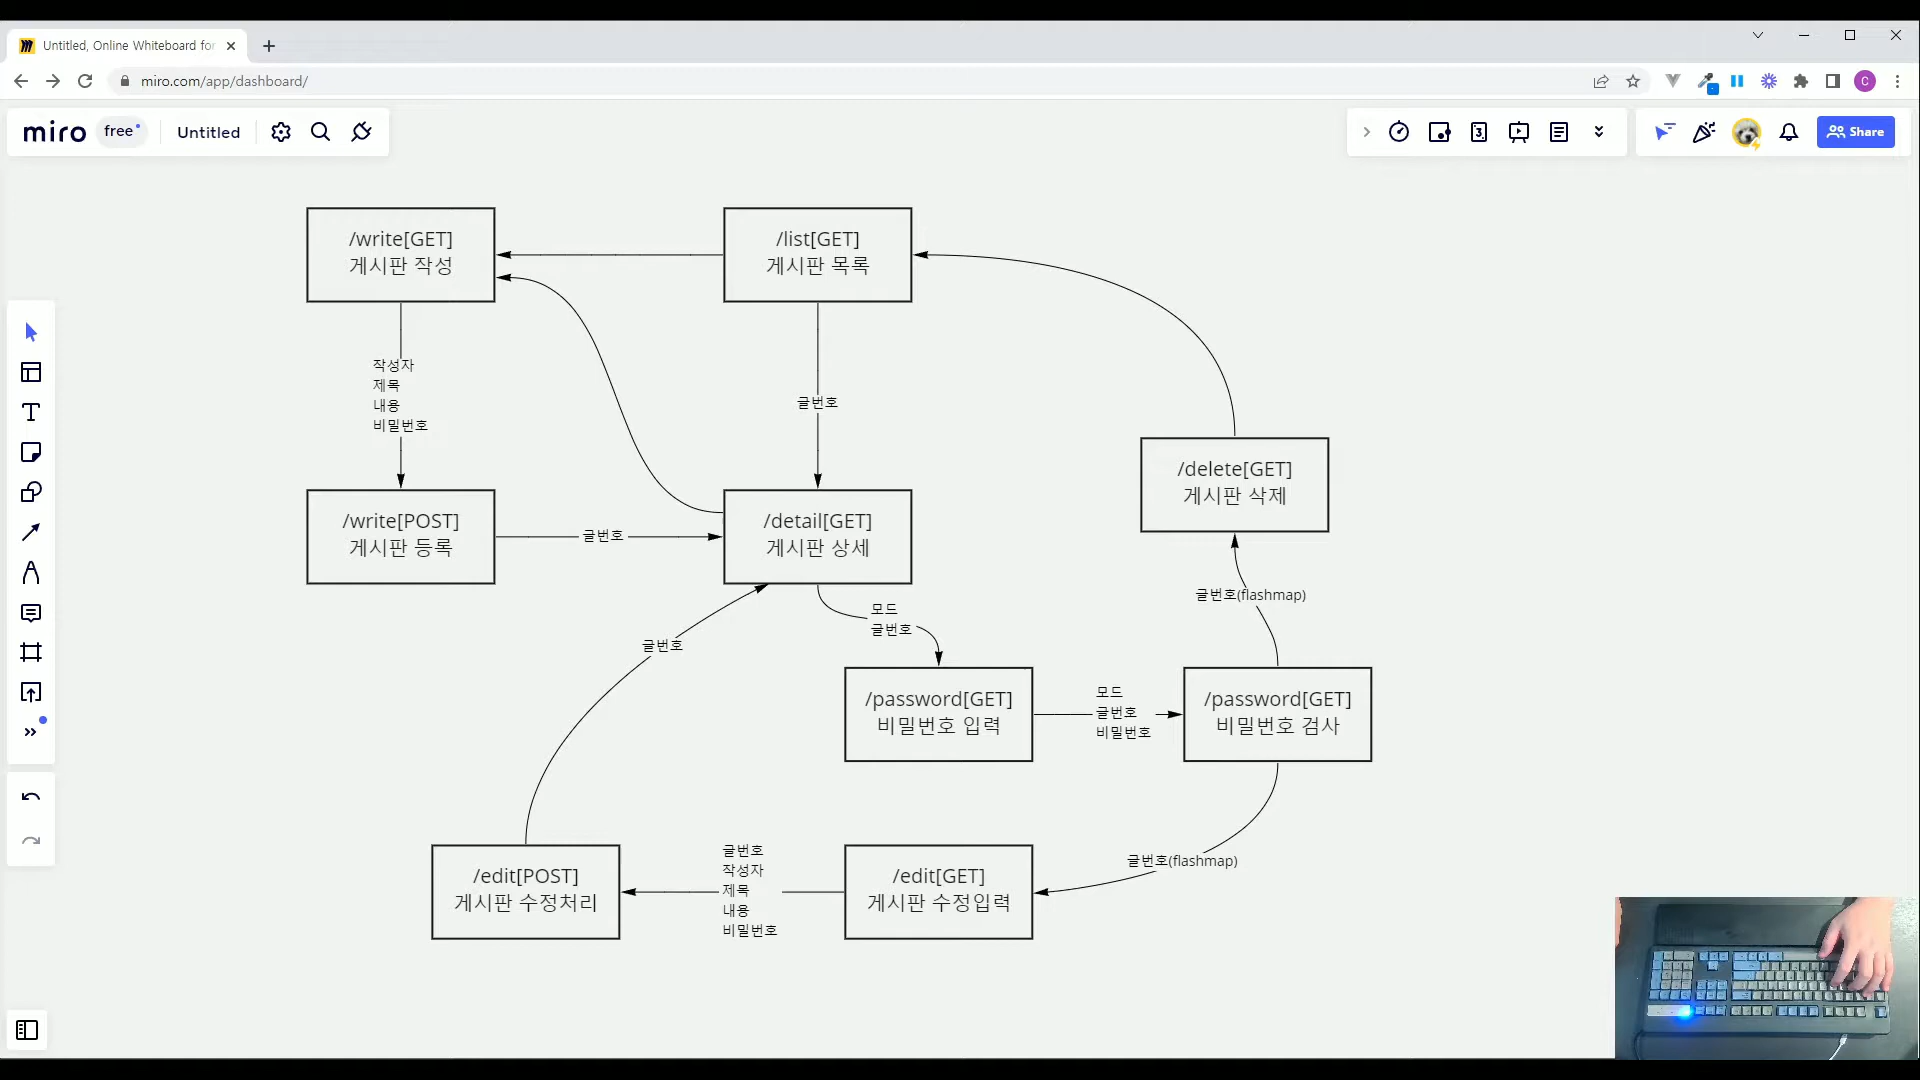 Untitled, Online Whiteboard for
miro.com/app/dashboard/
C
miro
free
Untitled
3
Share
/write[GET]
게시판 작성
/list[GET]
게시판 목록
작성자
제목
내용
비밀번호
글번호
/delete[GET]
게시판 삭제
/write[POST]
게시판 등록
글번호
/detail[GET]
게시판 상세
글번호(flashmap)
모드
글번호
글번호
/password[GET]
비밀번호 입력
모드
글번호
비밀번호
/password[GET]
비밀번호 검사
글번호(flashmap)
/edit[POST]
게시판 수정처리
글번호
작성자
제목
내용
비밀번호
/edit[GET]
게시판 수정입력